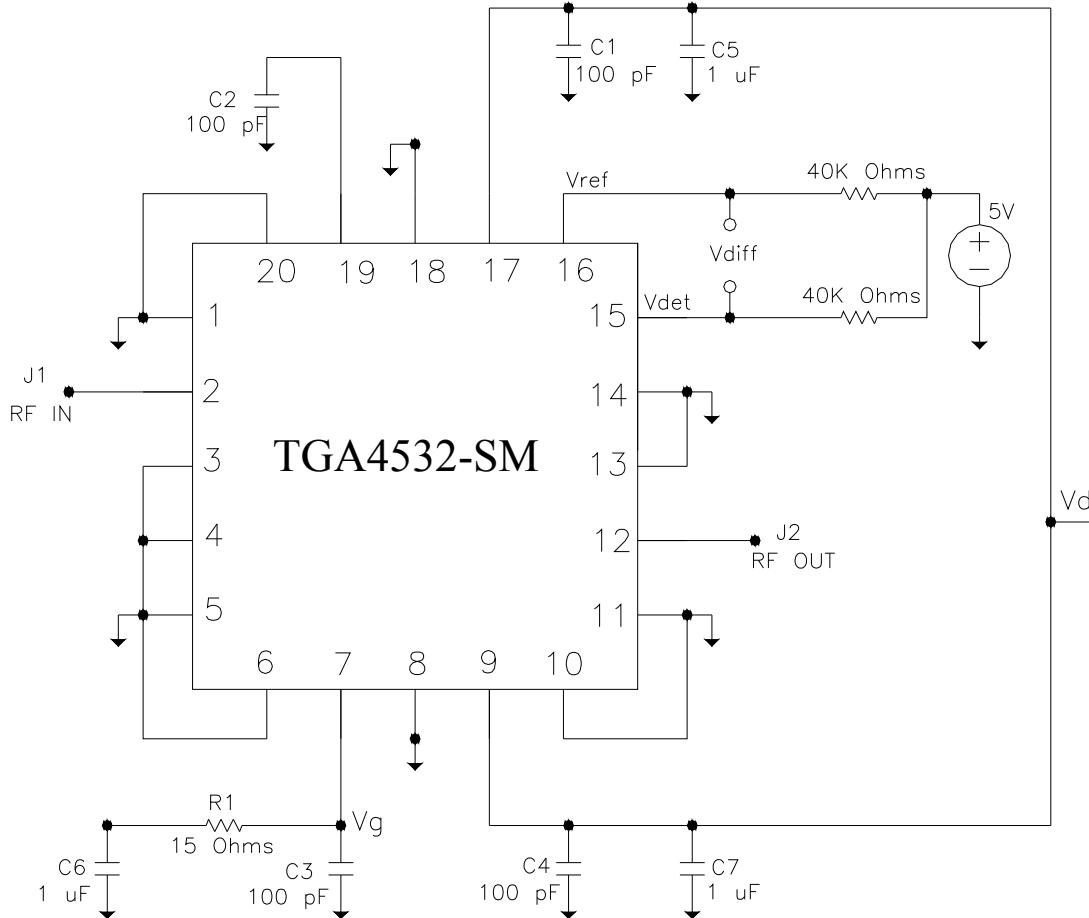 C1
100 pF
C5
1 uF
C2
100 pF
40K Ohms
Vref
5V
Vdiff
20
19
18
17
16
1
15
Vdet
40K Ohms
J1
RF IN
2
14
TGA4532-SM
3
13
Vd
4
12
J2
RF OUT
5
11
6
7
8
9
10
R1
15 Ohms
Vg
C6
1 uF
C3
100 pF
C4
100 pF
C7
1 uF